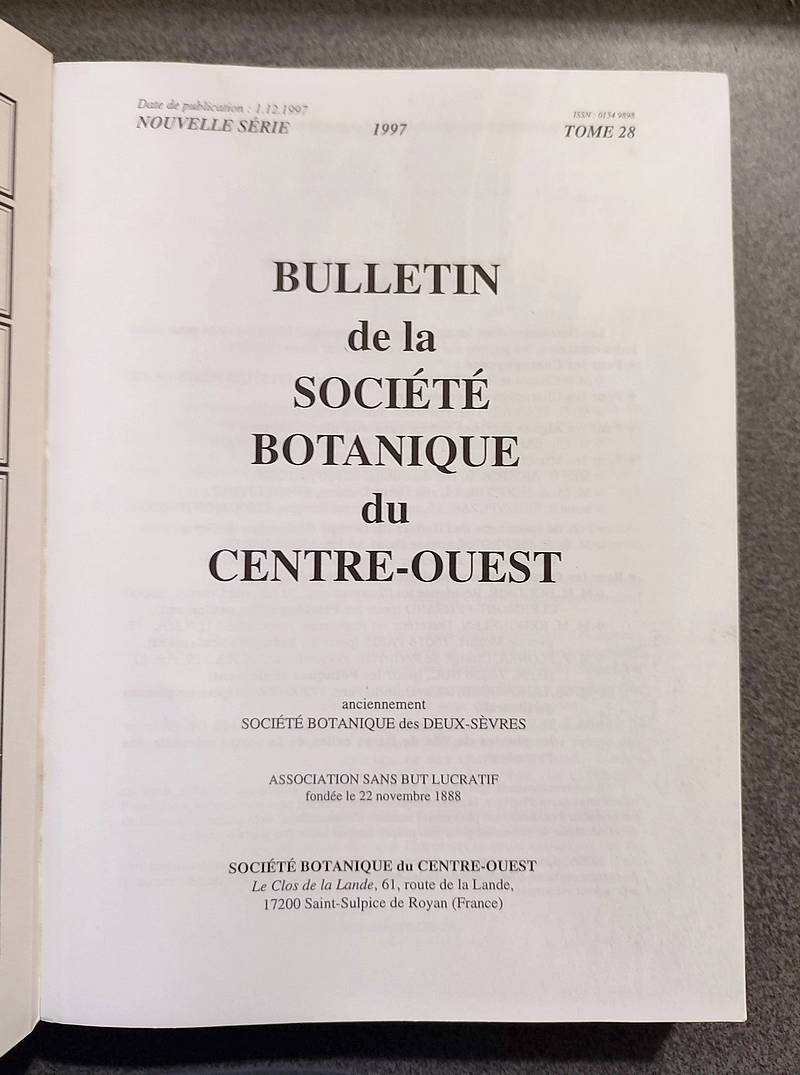 Date de publication : 1.12.1997
ISSN : 0154 9898
NOUVELLE SÉRIE 1997 TOME 28
BULLETIN
de la
SOCIÉTÉ
BOTANIQUE
du
CENTRE-OUEST
anciennement
SOCIÉTÉ BOTANIQUE des DEUX-SÈVRES
ASSOCIATION SANS BUT LUCRATIF
fondée le 22 novembre 1888
SOCIÉTÉ BOTANIQUE du CENTRE-OUEST
Le Clos de la Lande, 61, route de la Lande,
17200 Saint-Sulpice de Royan (France)